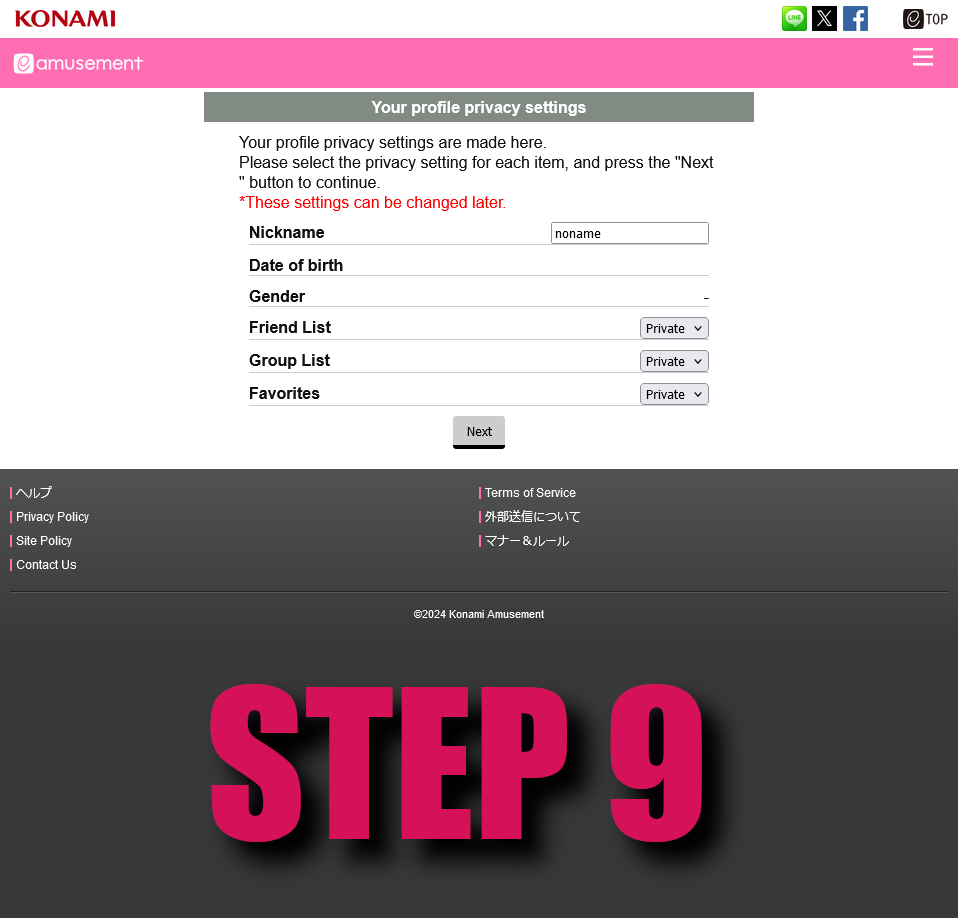 KONAMI
LINE
TOP
e amusement
Your profile privacy settings
Your profile privacy settings are made here.
Please select the privacy setting for each item, and press the "Next
" button to continue.
*These settings can be changed later.
Nickname noname
Date of birth
Gender -
Friend List Private
Group List Private
Favorites Private
Next
ヘルプ Terms of Service
Privacy Policy 外部送信について
Site Policy マナー＆ルール
Contact Us
©2024 Konami Amusement
STEP 9